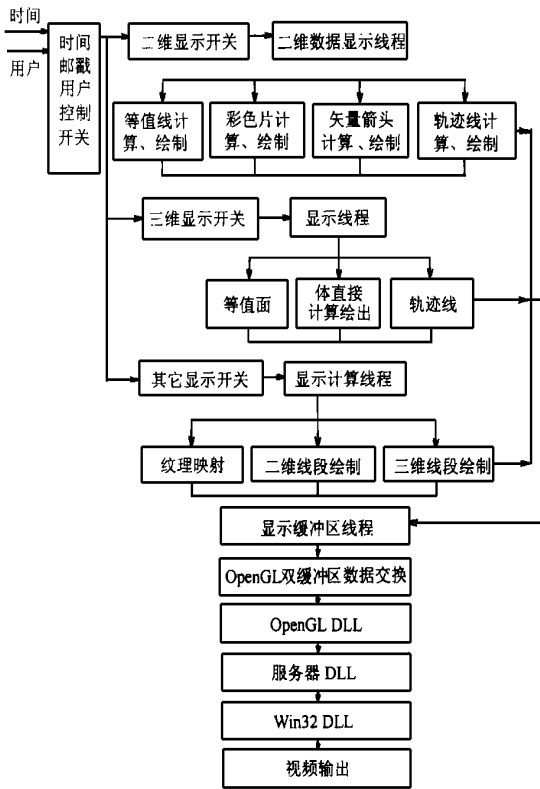 时间
用户
时间
邮戳
用户
控制
开关
二维显示开关
二维数据显示线程
等值线计
算、绘制
彩色片计
算、绘制
矢量箭头
计算、绘制
轨迹线计
算、绘制
三维显示开关
显示线程
等值面
体直接
计算绘出
轨迹线
其它显示开关
显示计算线程
纹理映射
二维线段绘制
三维线段绘制
显示缓冲区线程
OpenGL双缓冲区数据交换
OpenGL DLL
服务器 DLL
Win32 DLL
视频输出